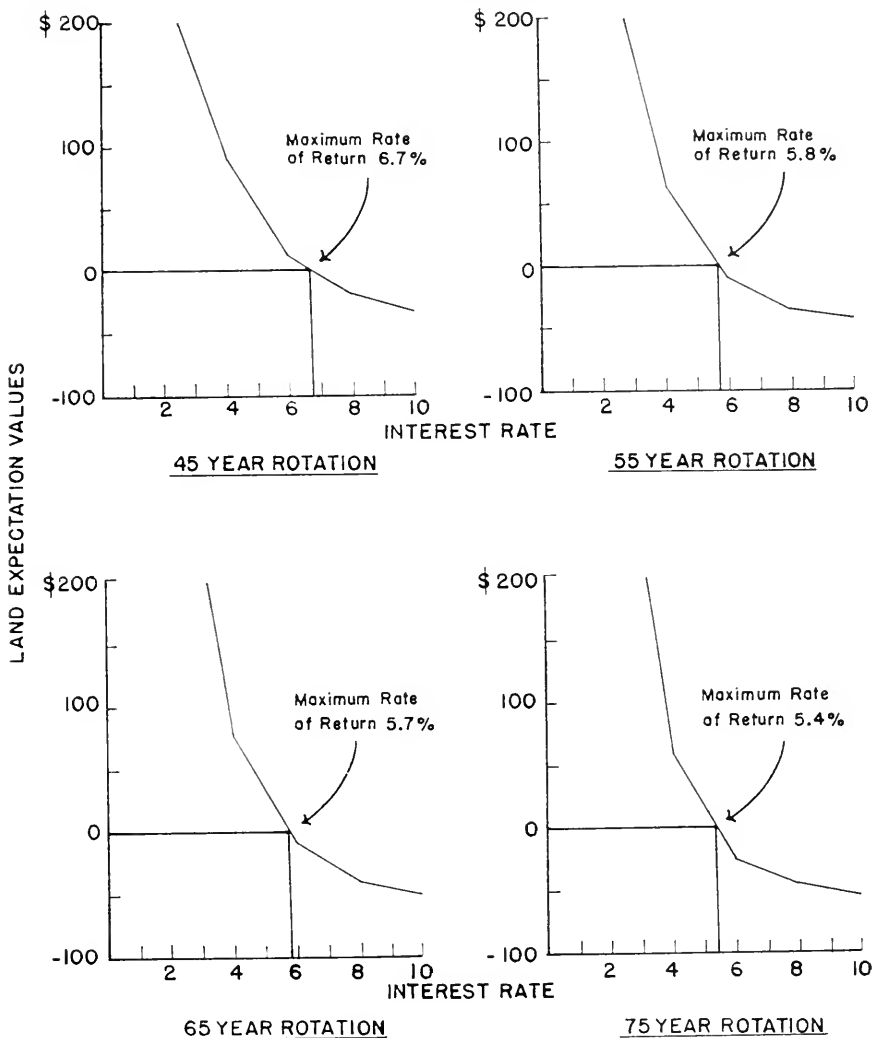 LAND EXPECTATION VALUES
$ 200
100
0
-100
Maximum Rate
of Return 6.7%
2 4 6 8 10
INTEREST RATE
45 YEAR ROTATION
$ 200
100
0
-100
Maximum Rate
of Return 5.8%
2 4 6 8 10
55 YEAR ROTATION
$200
100
0
-100
Maximum Rate
of Return 5.7%
2 4 6 8 10
INTEREST RATE
65 YEAR ROTATION
$ 200
100
0
-100
Maximum Rate
of Return 5.4%
2 4 6 8 10
75 YEAR ROTATION